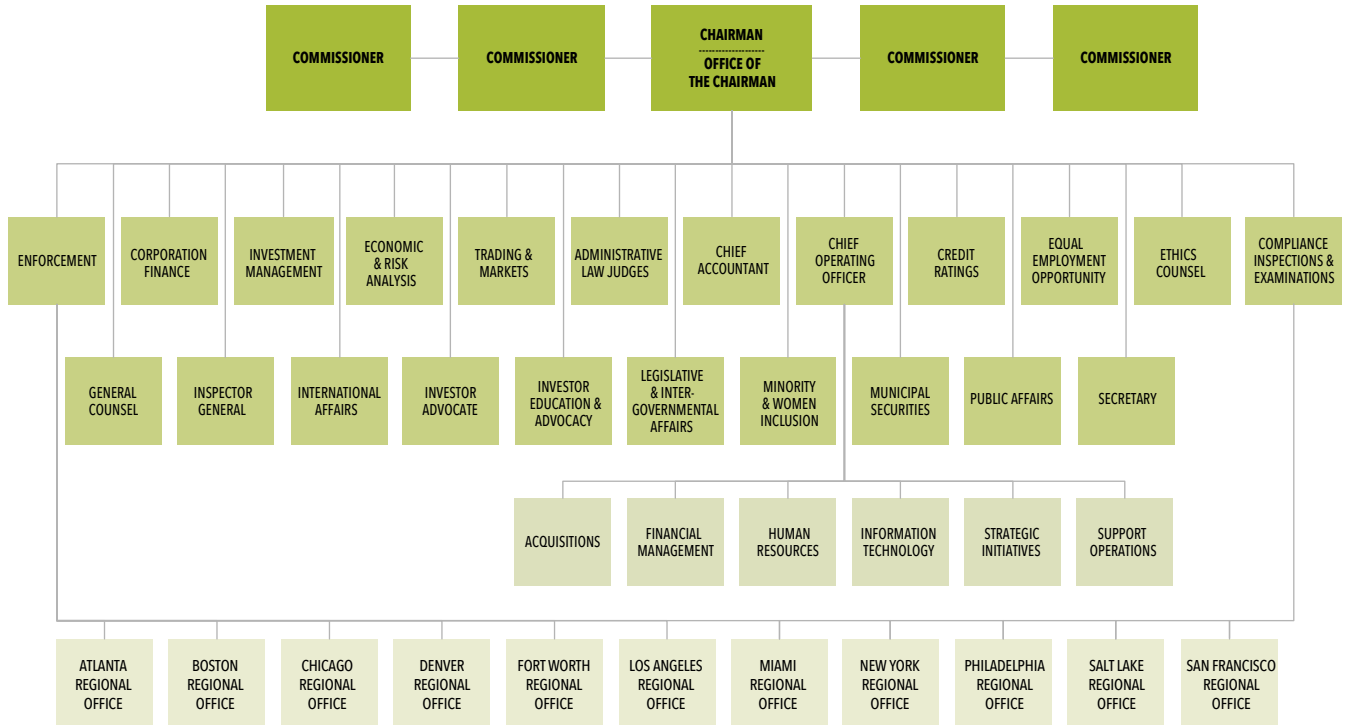 COMMISSIONER
COMMISSIONER
CHAIRMAN
--------------------
OFFICE OF
THE CHAIRMAN
COMMISSIONER
COMMISSIONER
ENFORCEMENT
CORPORATION
FINANCE
INVESTMENT
MANAGEMENT
ECONOMIC
& RISK
ANALYSIS
TRADING &
MARKETS
ADMINISTRATIVE
LAW JUDGES
CHIEF
ACCOUNTANT
CHIEF
OPERATING
OFFICER
CREDIT
RATINGS
EQUAL
EMPLOYMENT
OPPORTUNITY
ETHICS
COUNSEL
COMPLIANCE
INSPECTIONS &
EXAMINATIONS
GENERAL
COUNSEL
INSPECTOR
GENERAL
INTERNATIONAL
AFFAIRS
INVESTOR
ADVOCATE
INVESTOR
EDUCATION &
ADVOCACY
LEGISLATIVE
& INTER-
GOVERNMENTAL
AFFAIRS
MINORITY
& WOMEN
INCLUSION
MUNICIPAL
SECURITIES
PUBLIC AFFAIRS
SECRETARY
ACQUISITIONS
FINANCIAL
MANAGEMENT
HUMAN
RESOURCES
INFORMATION
TECHNOLOGY
STRATEGIC
INITIATIVES
SUPPORT
OPERATIONS
ATLANTA
REGIONAL
OFFICE
BOSTON
REGIONAL
OFFICE
CHICAGO
REGIONAL
OFFICE
DENVER
REGIONAL
OFFICE
FORT WORTH
REGIONAL
OFFICE
LOS ANGELES
REGIONAL
OFFICE
MIAMI
REGIONAL
OFFICE
NEW YORK
REGIONAL
OFFICE
PHILADELPHIA
REGIONAL
OFFICE
SALT LAKE
REGIONAL
OFFICE
SAN FRANCISCO
REGIONAL
OFFICE